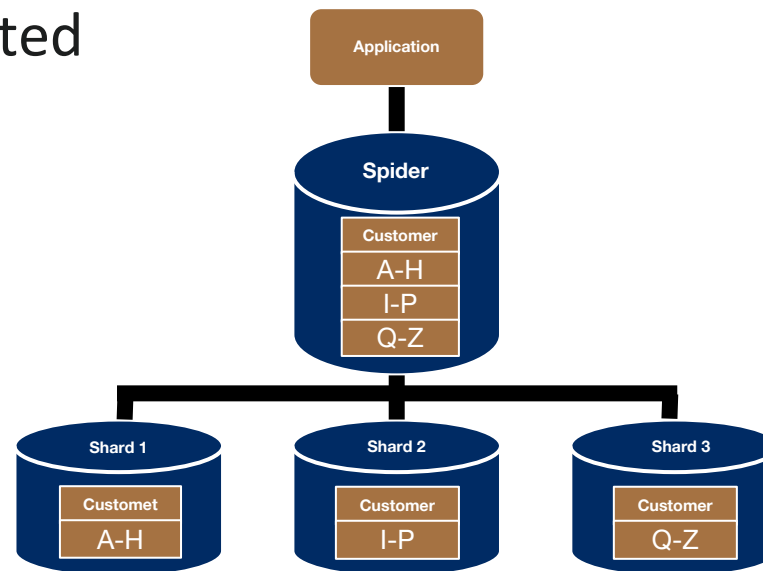 ted
Application
Spider
Customer
A-H
I-P
Q-Z
Shard 1
Shard 2
Shard 3
Customet
Customer
Customer
A-H
I-P
Q-Z